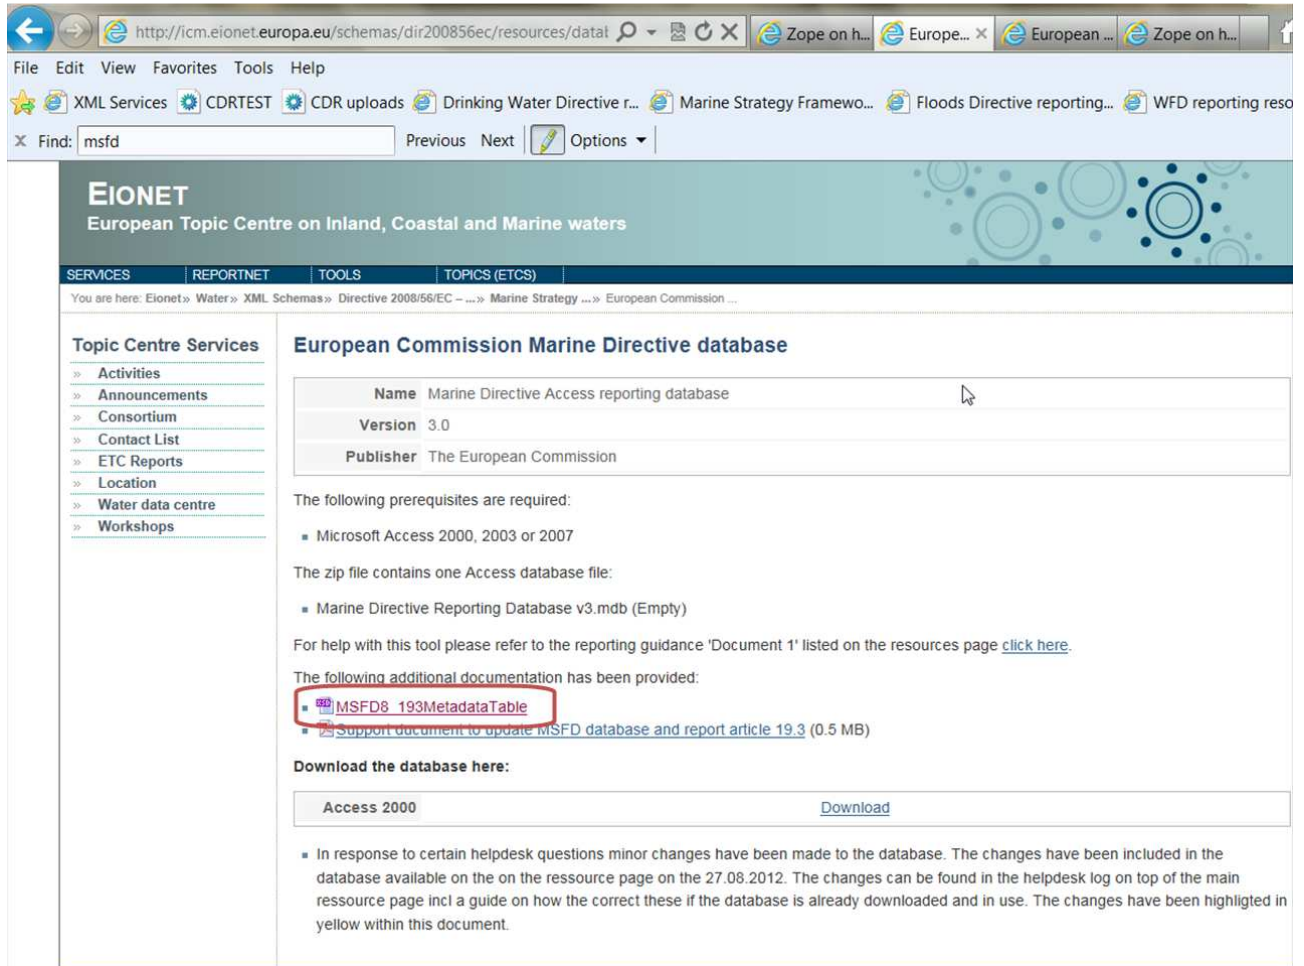 http://icm.eionet.europa.eu/schemas/dir200856ec/resources/datat
Zope on h...
Europe...
European ...
Zope on h...
File Edit View Favorites Tools Help
XML Services CDRTEST CDR uploads Drinking Water Directive r... Marine Strategy Framewo... Floods Directive reporting... WFD reporting reso
x Find: msfd Previous Next Options
EIONET
European Topic Centre on Inland, Coastal and Marine waters
SERVICES REPORTNET TOOLS TOPICS (ETCS)
You are here: Eionet» Water» XML Schemas» Directive 2008/56/EC – ...» Marine Strategy ...» European Commission ...
Topic Centre Services
» Activities
» Announcements
» Consortium
» Contact List
» ETC Reports
» Location
» Water data centre
» Workshops
European Commission Marine Directive database
Name Marine Directive Access reporting database
Version 3.0
Publisher The European Commission
The following prerequisites are required:
Microsoft Access 2000, 2003 or 2007
The zip file contains one Access database file:
Marine Directive Reporting Database v3.mdb (Empty)
For help with this tool please refer to the reporting guidance 'Document 1' listed on the resources page click here.
The following additional documentation has been provided:
MSFD8_193MetadataTable
Support document to update MSFD database and report article 19.3 (0.5 MB)
Download the database here:
Access 2000 Download
In response to certain helpdesk questions minor changes have been made to the database. The changes have been included in the
database available on the on the ressource page on the 27.08.2012. The changes can be found in the helpdesk log on top of the main
ressource page incl a guide on how the correct these if the database is already downloaded and in use. The changes have been highligted in
yellow within this document.